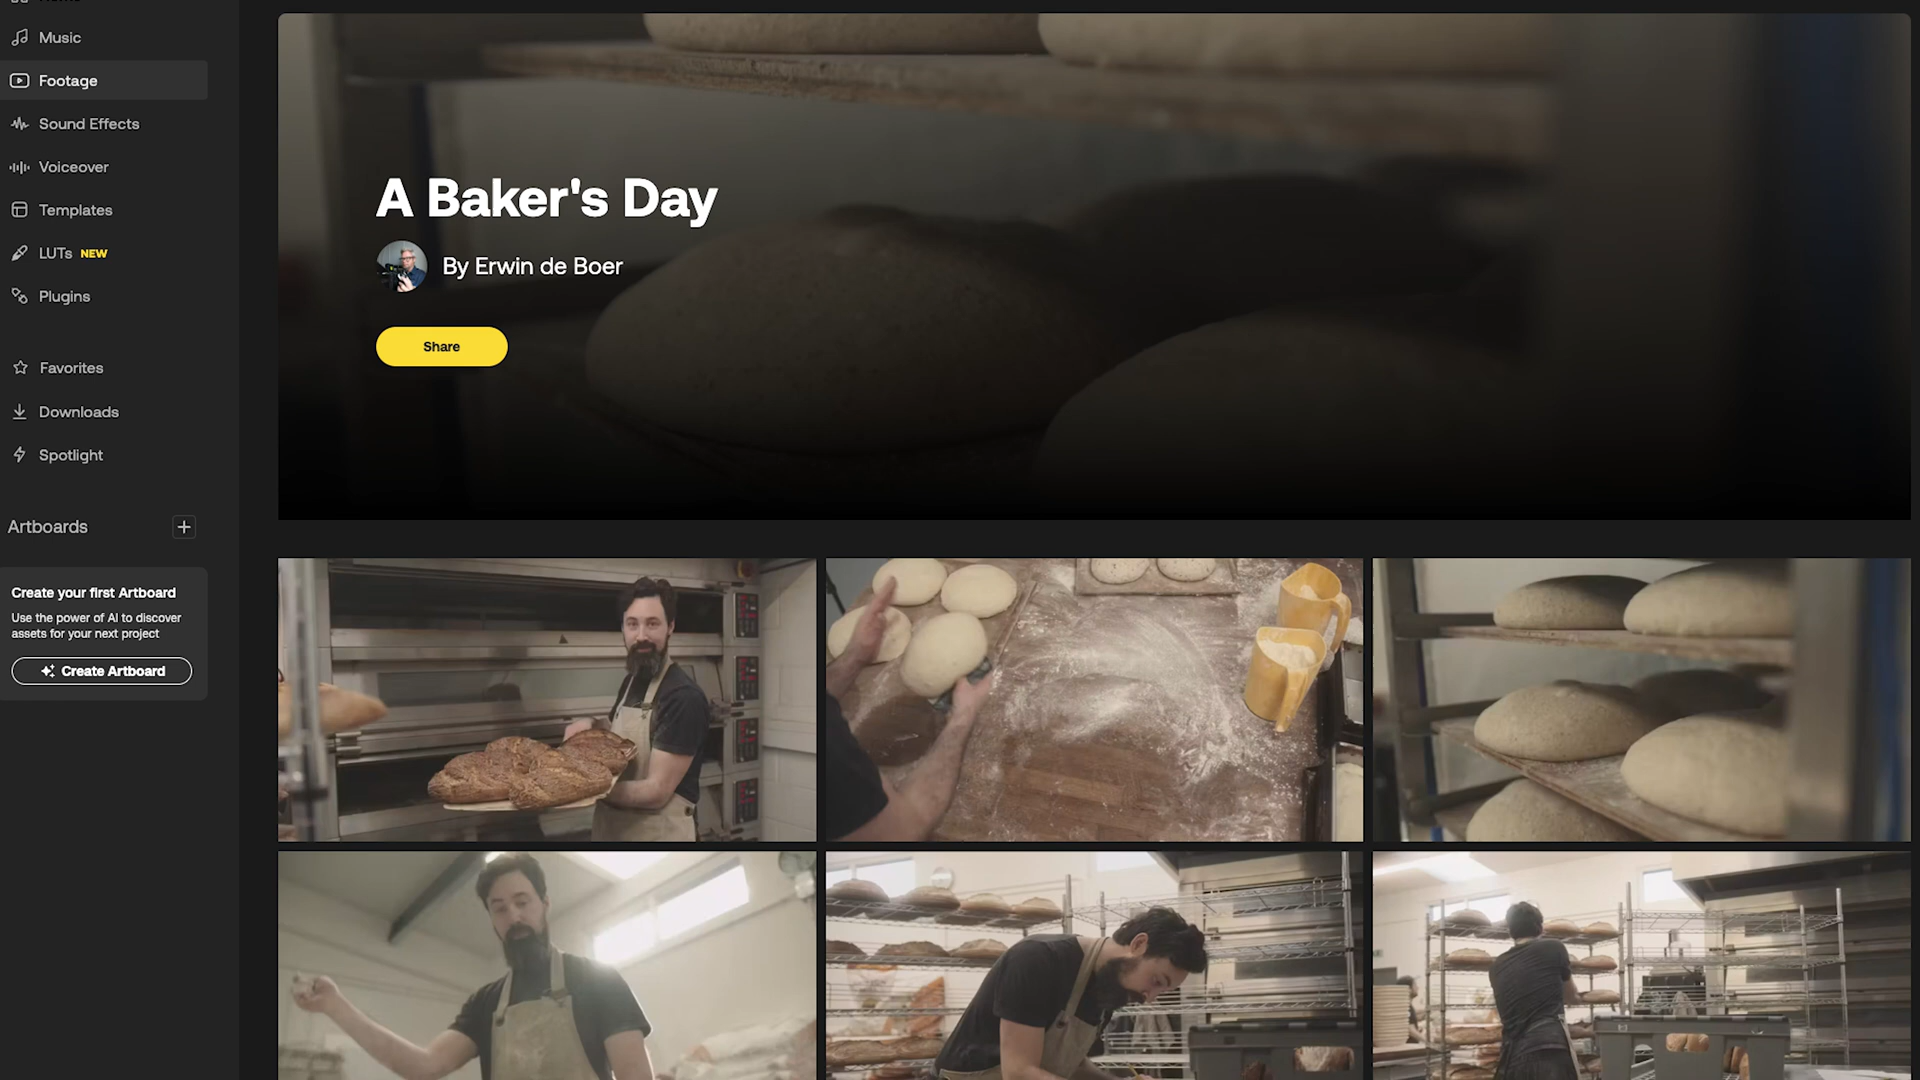 Music
Footage
Sound Effects
Voiceover
Templates
LUTs NEW
Plugins
Favorites
Downloads
Spotlight
Artboards
Create your first Artboard
Use the power of AI to discover
assets for your next project
Create Artboard
A Baker's Day
By Erwin de Boer
Share